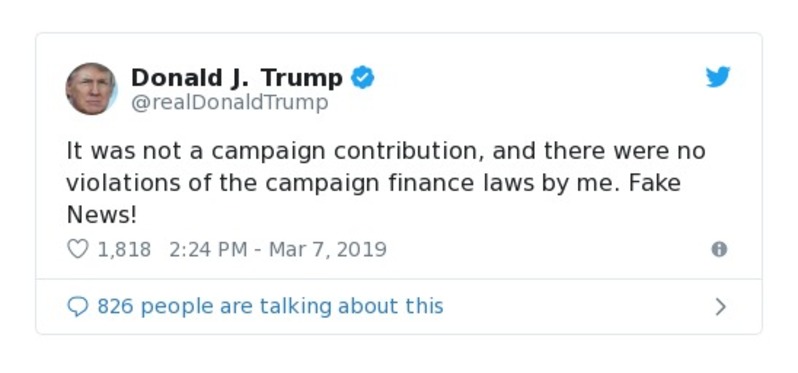 Donald J. Trump
@realDonaldTrump
It was not a campaign contribution, and there were no
violations of the campaign finance laws by me. Fake
News!
1,818 2:24 PM - Mar 7, 2019
826 people are talking about this